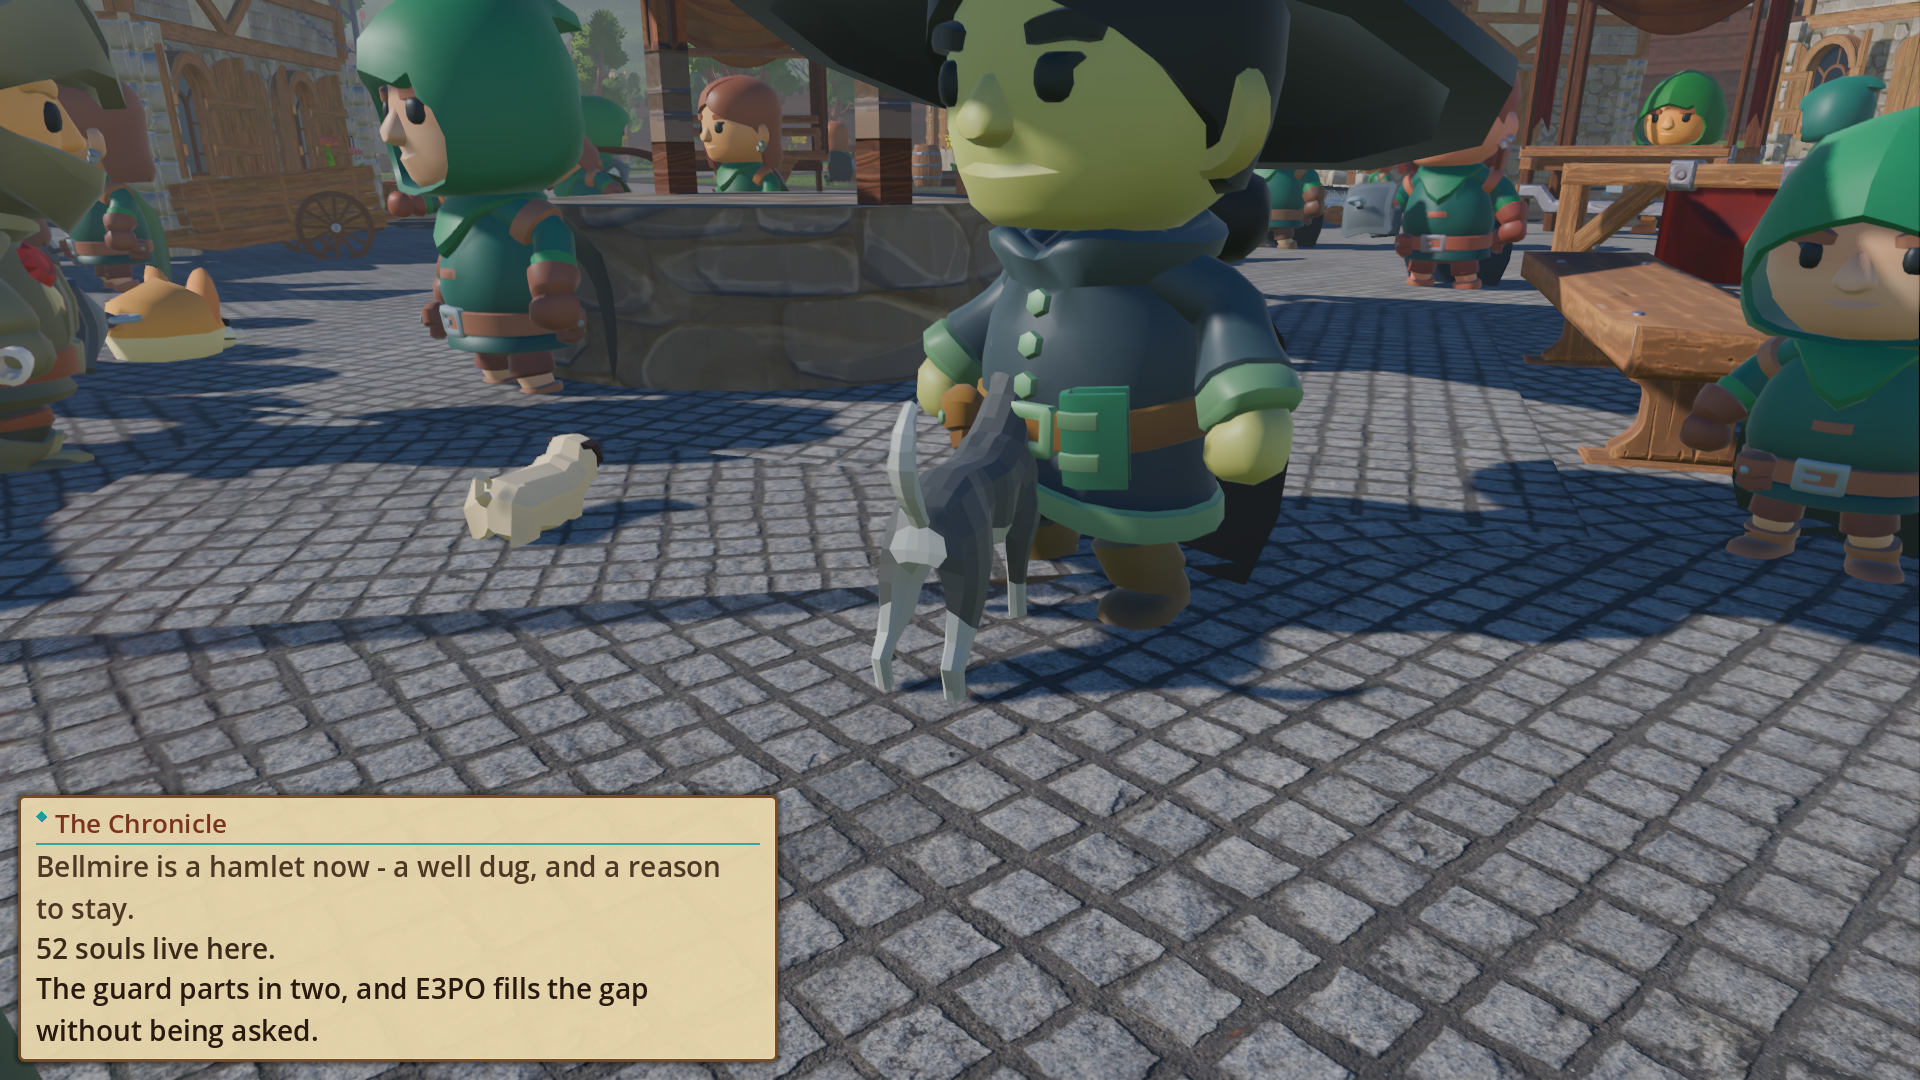 The Chronicle
Bellmire is a hamlet now - a well dug, and a reason
to stay.
52 souls live here.
The guard parts in two, and E3PO fills the gap
without being asked.